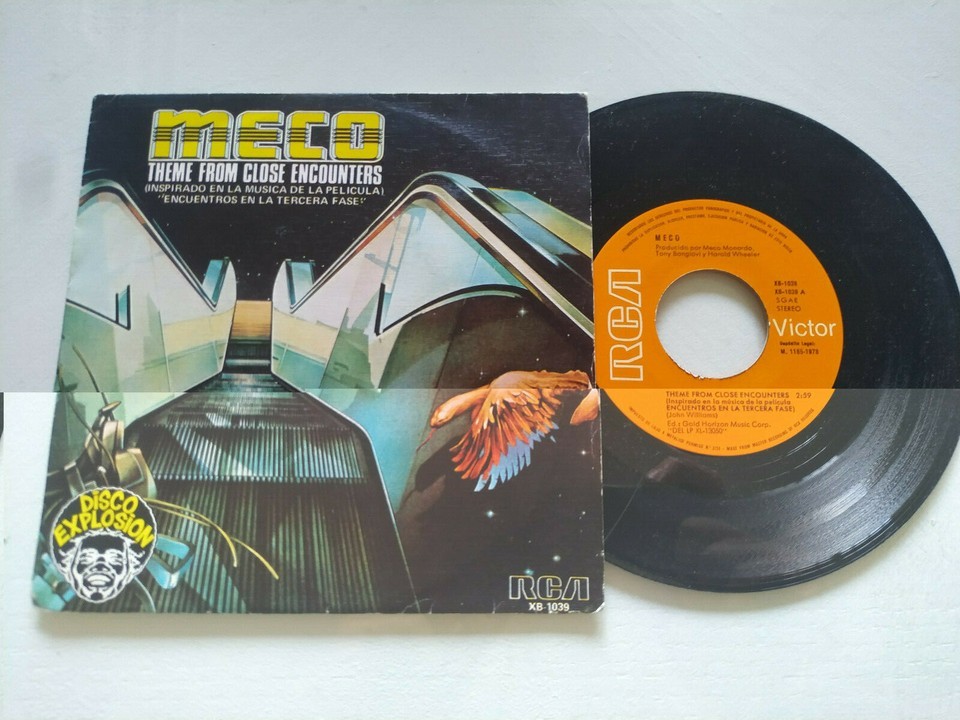 MECO
THEME FROM CLOSE ENCOUNTERS
(INSPIRADO EN LA MUSICA DE LA PELICULA)
"ENCUENTROS EN LA TERCERA FASE"
DISCO
EXPLOSION
RCA
XB-1039
MECO
Producido por Meco Monardo,
Tony Bongiovi y Harold Wheeler
RCA
XB-1039
XB-1039 A
S.G.A.E
STEREO
Victor
Depósito Legal:
M. 1165-1978
THEME FROM CLOSE ENCOUNTERS 2:59
(Inspirado en la música de la película
ENCUENTROS EN LA TERCERA FASE)
(John Williams)
Ed.: Gold Horizon Music Corp.
"DEL LP XL-13050"